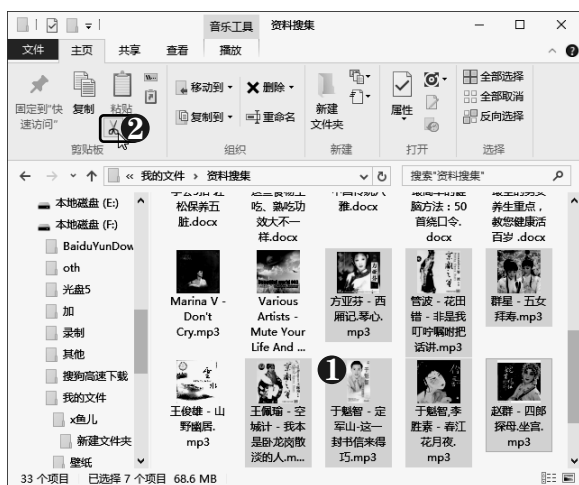 音乐工具 资料搜集
文件 主页 共享 查看 播放
固定到"快速访问" 复制 粘贴
移动到 删除
复制到 重命名
新建文件夹
属性
全部选择
全部取消
反向选择
剪贴板 组织 新建 打开 选择
« 我的文件 › 资料搜集
搜索"资料搜集"
本地磁盘 (E:)
本地磁盘 (F:)
BaiduYunDow
oth
光盘5
加
录制
其他
搜狗高速下载
我的文件
x鱼儿
新建文件夹
壁纸
松保养五
脏.docx
吃、熟吃功
效大不一
样.docx
雅.docx
脑方法：50
首绕口令.
docx
养生重点，
教您健康活
百岁 .docx
Marina V -
Don't
Cry.mp3
Various
Artists -
Mute Your
Life And ...
方亚芬 - 西
厢记.琴心.
mp3
管波 - 花田
错 - 非是我
叮咛嘱咐把
话讲.mp3
群星 - 五女
拜寿.mp3
王俊雄 - 山
野幽居.
mp3
王佩瑜 - 空
城计 - 我本
是卧龙岗散
淡的人.m...
于魁智 - 定
军山-这一
封书信来得
巧.mp3
于魁智,李
胜素 - 春江
花月夜.
mp3
赵群 - 四郎
探母.坐宫.
mp3
33 个项目 已选择 7 个项目 68.6 MB
1
2